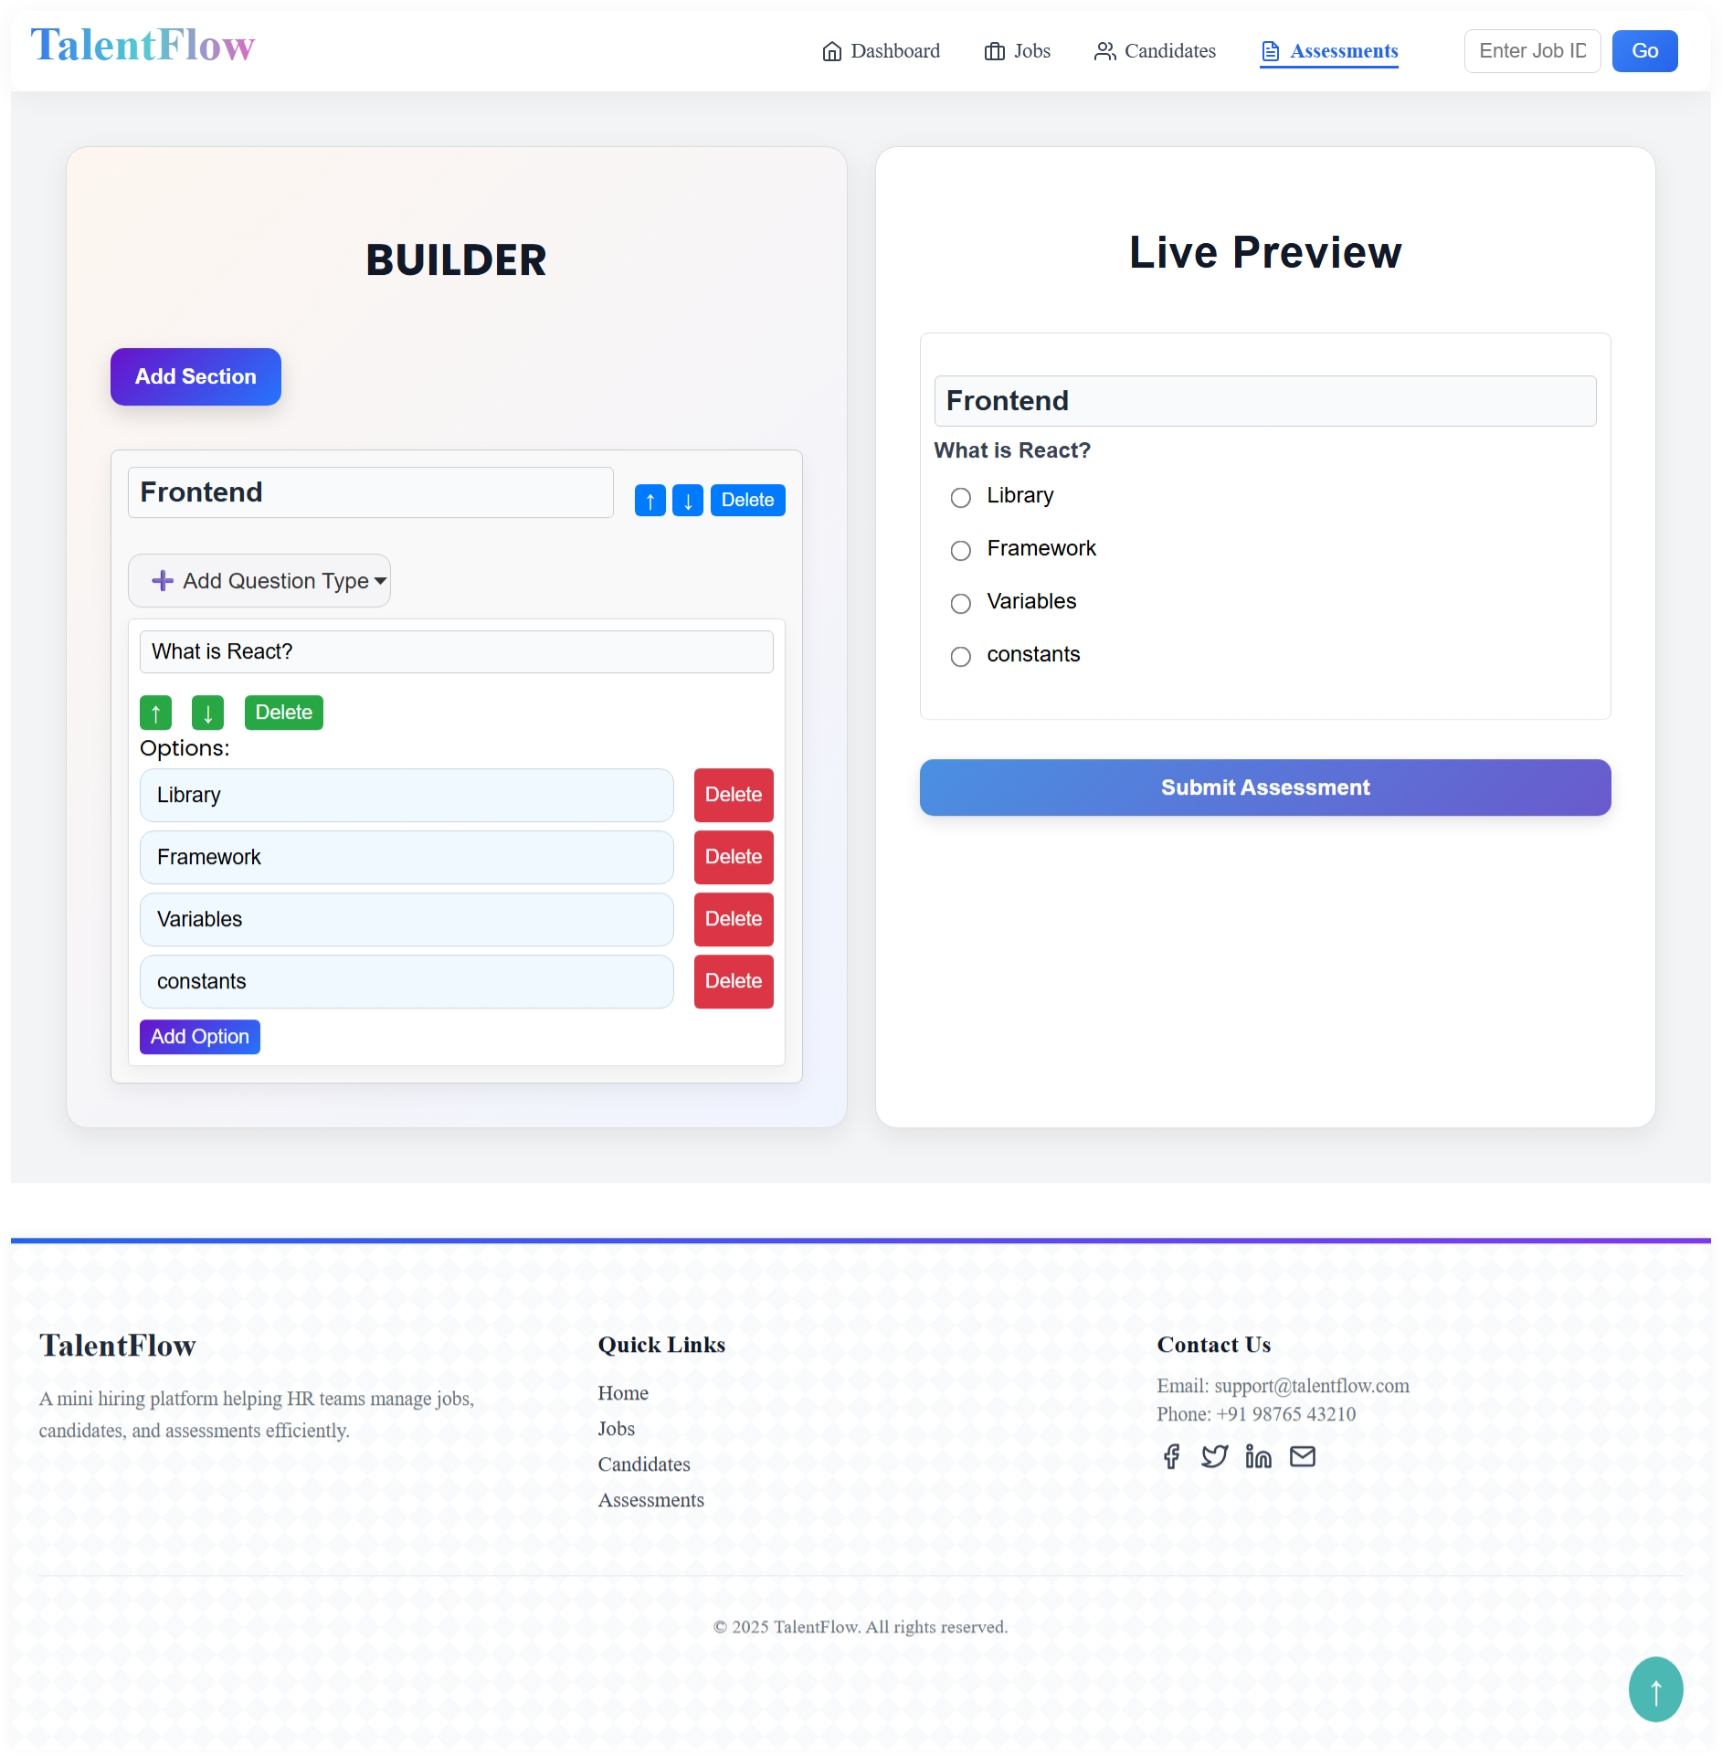 TalentFlow
Dashboard
Jobs
Candidates
Assessments
Enter Job ID
Go
BUILDER
Add Section
Frontend
↑
↓
Delete
➕ Add Question Type
What is React?
↑
↓
Delete
Options:
Library
Delete
Framework
Delete
Variables
Delete
constants
Delete
Add Option
Live Preview
Frontend
What is React?
Library
Framework
Variables
constants
Submit Assessment
TalentFlow
A mini hiring platform helping HR teams manage jobs,
candidates, and assessments efficiently.
Quick Links
Home
Jobs
Candidates
Assessments
Contact Us
Email: support@talentflow.com
Phone: +91 98765 43210
© 2025 TalentFlow. All rights reserved.
↑